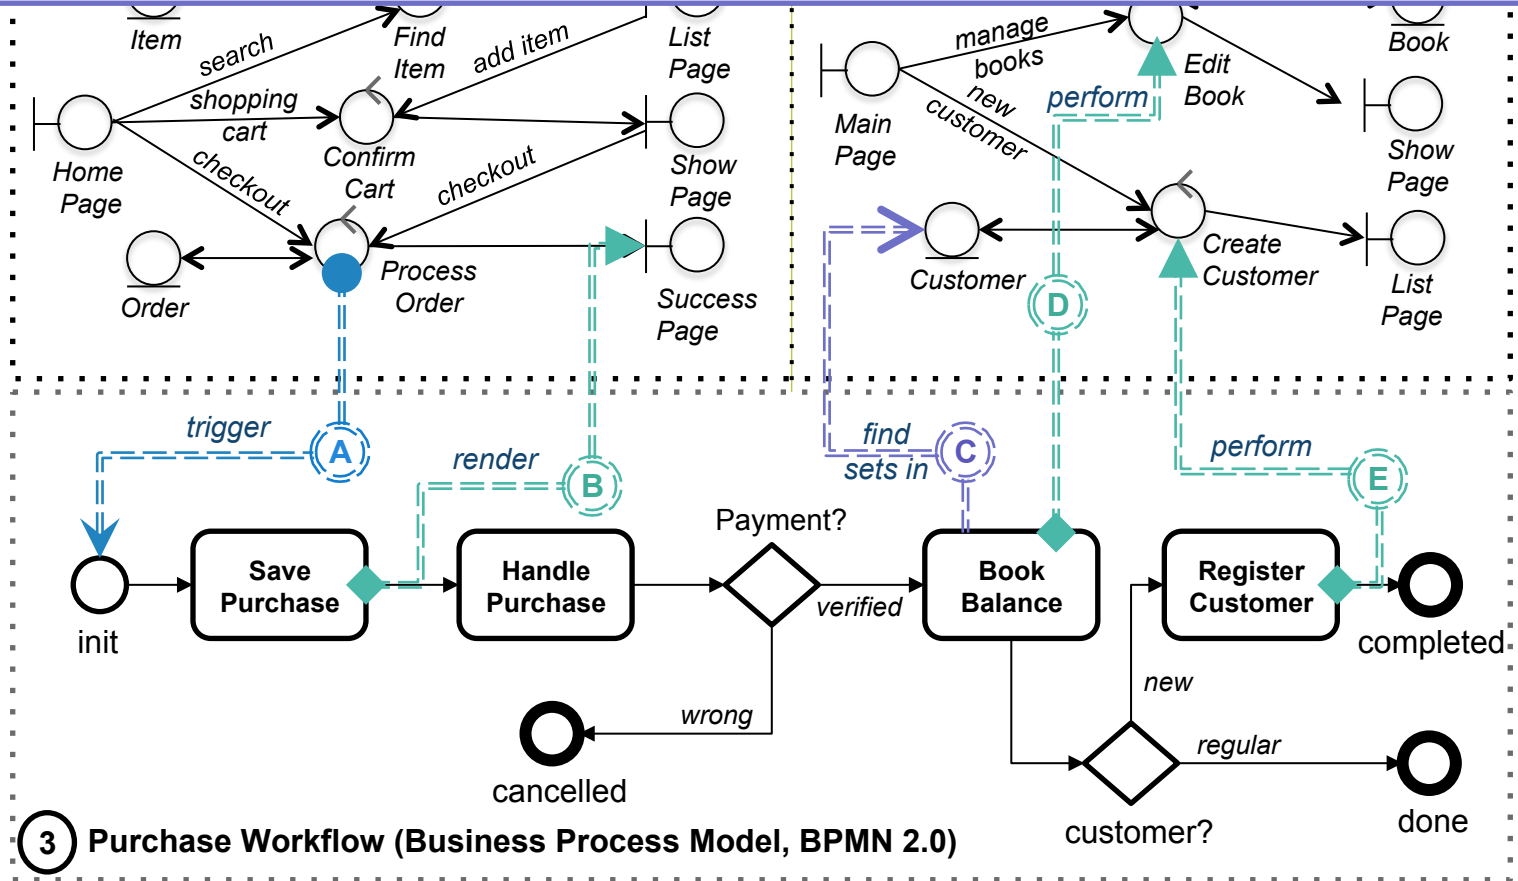 Item
search
Find
Item
add item
List
Page
shopping
cart
Home
Page
Confirm
Cart
checkout
checkout
Show
Page
Order
Process
Order
Success
Page
manage
books
Book
Edit
Book
Main
Page
new
customer
perform
Show
Page
Customer
Create
Customer
List
Page
D
trigger
A
render
B
find
sets in
C
perform
E
Payment?
Save
Purchase
Handle
Purchase
verified
Book
Balance
Register
Customer
init
completed
new
wrong
regular
cancelled
customer?
done
3 Purchase Workflow (Business Process Model, BPMN 2.0)